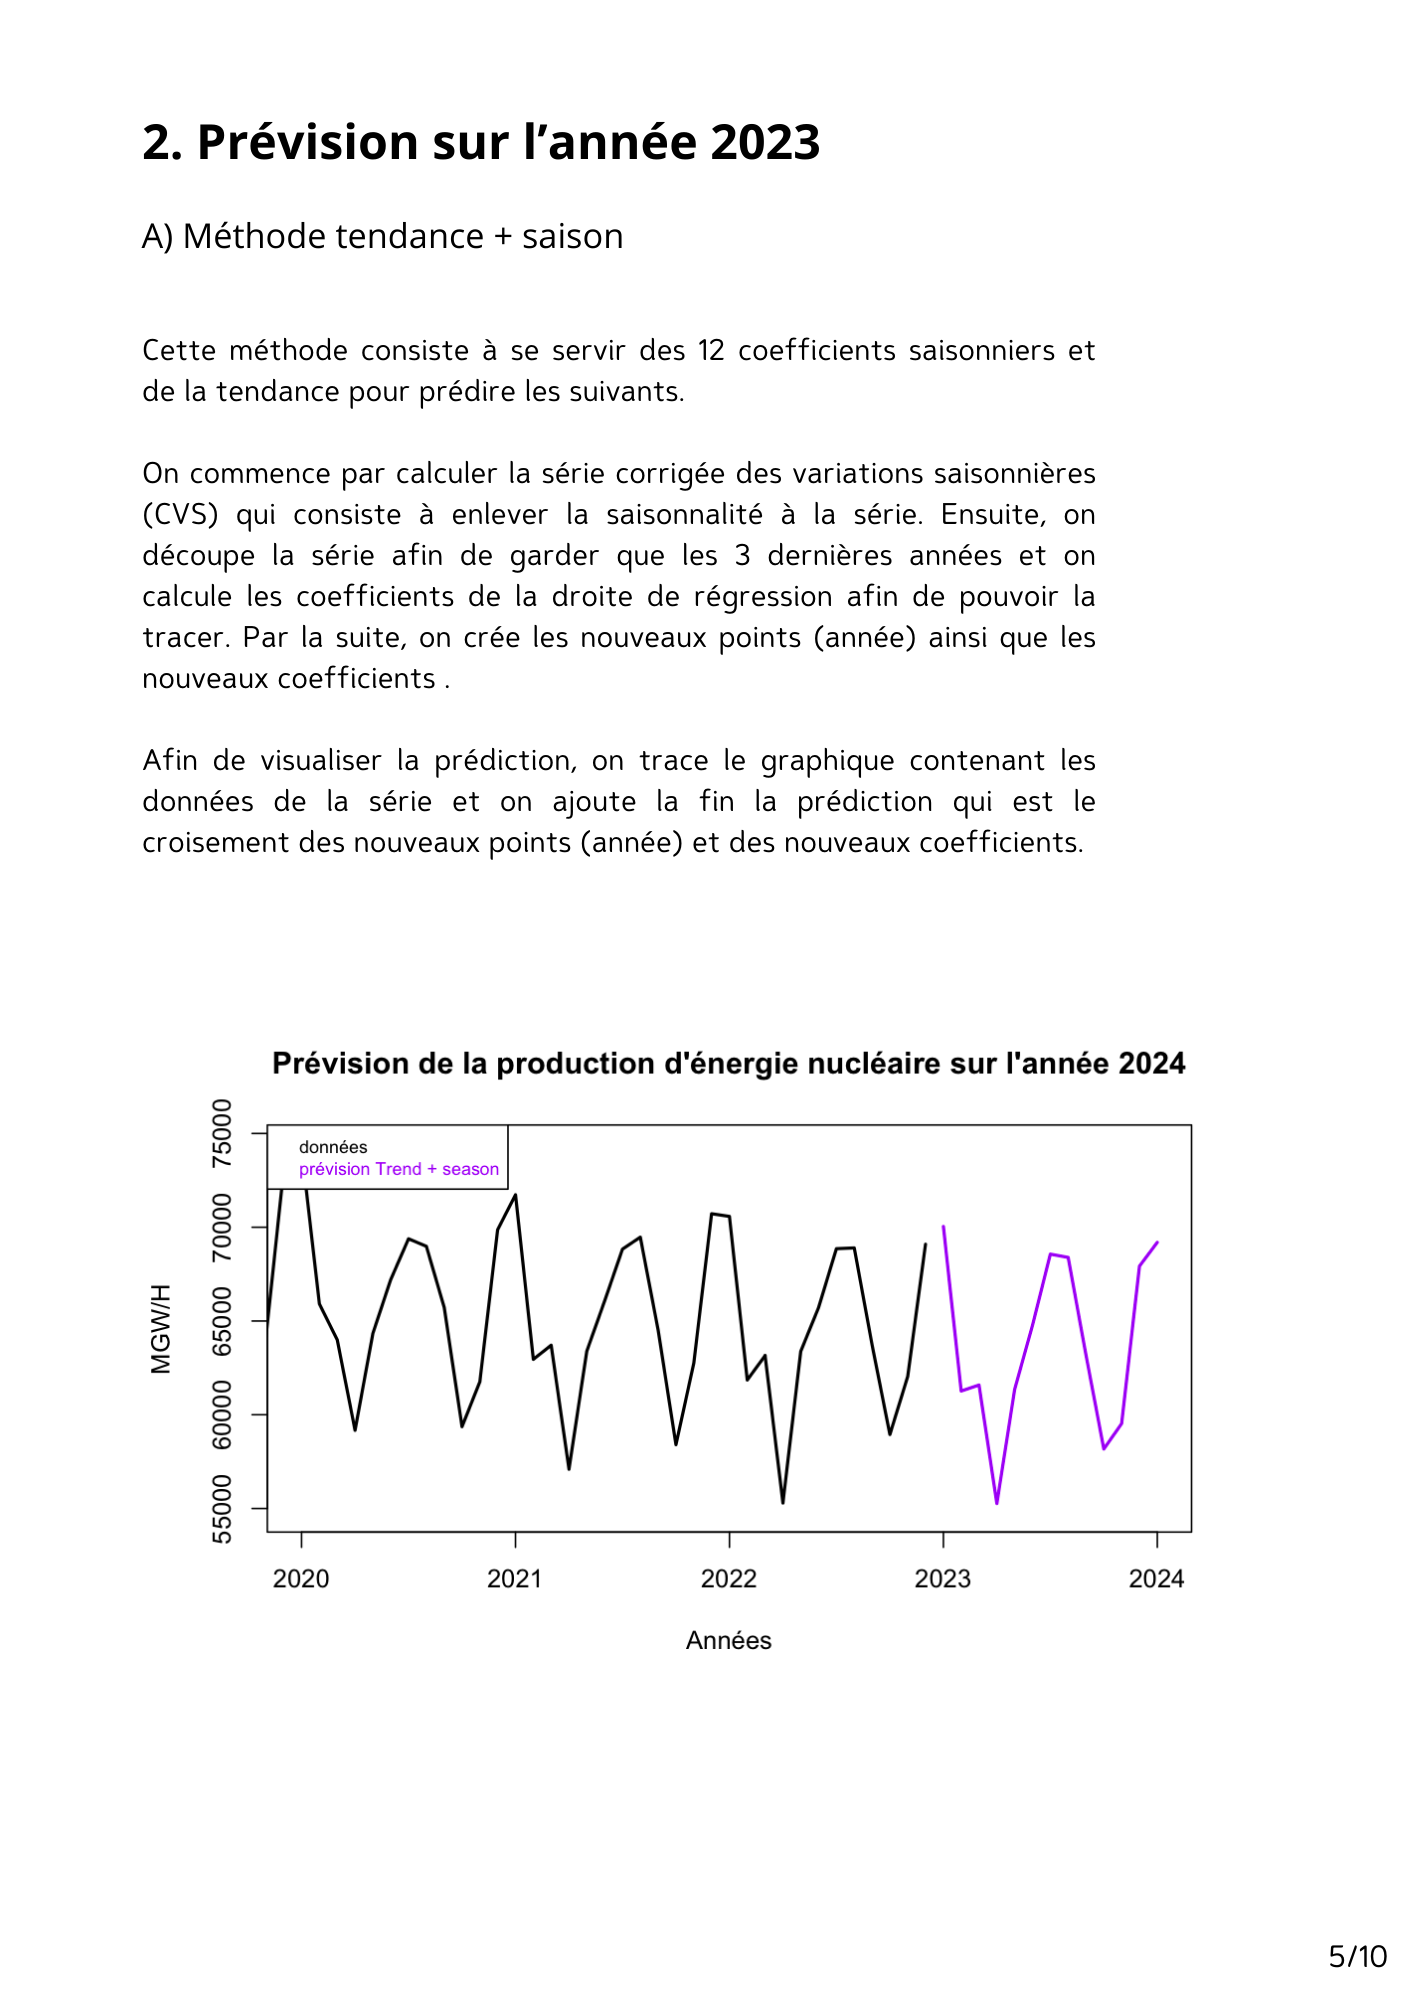 2. Prévision sur l’année 2023
A) Méthode tendance + saison
Cette méthode consiste à se servir des 12 coefficients saisonniers et
de la tendance pour prédire les suivants.
On commence par calculer la série corrigée des variations saisonnières
(CVS) qui consiste à enlever la saisonnalité à la série. Ensuite, on
découpe la série afin de garder que les 3 dernières années et on
calcule les coefficients de la droite de régression afin de pouvoir la
tracer. Par la suite, on crée les nouveaux points (année) ainsi que les
nouveaux coefficients .
Afin de visualiser la prédiction, on trace le graphique contenant les
données de la série et on ajoute la fin la prédiction qui est le
croisement des nouveaux points (année) et des nouveaux coefficients.
Prévision de la production d'énergie nucléaire sur l'année 2024
données
prévision Trend + season
MGW/H
75000
70000
65000
60000
55000
2020 2021 2022 2023 2024
Années
5/10